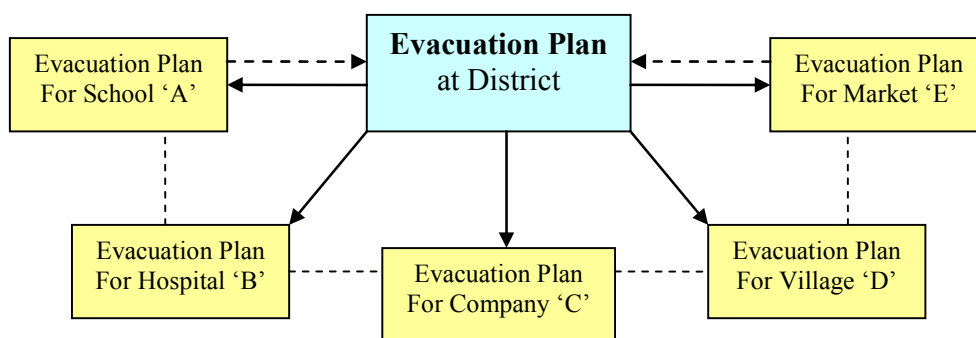 Evacuation Plan
at District
Evacuation Plan
For School ‘A’
Evacuation Plan
For Market ‘E’
Evacuation Plan
For Hospital ‘B’
Evacuation Plan
For Company ‘C’
Evacuation Plan
For Village ‘D’